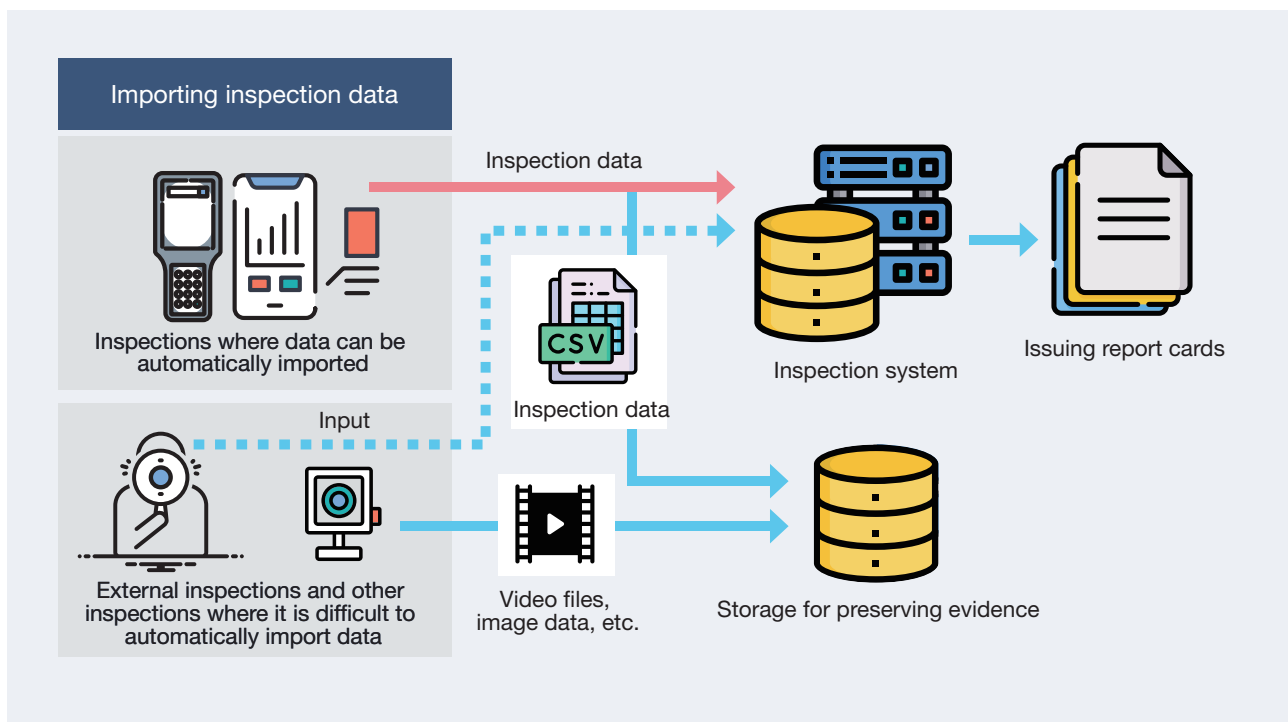 Importing inspection data
Inspection data
Inspections where data can be
automatically imported
Input
CSV
Inspection data
Inspection system
Issuing report cards
External inspections and other
inspections where it is difficult to
automatically import data
Video files,
image data, etc.
Storage for preserving evidence